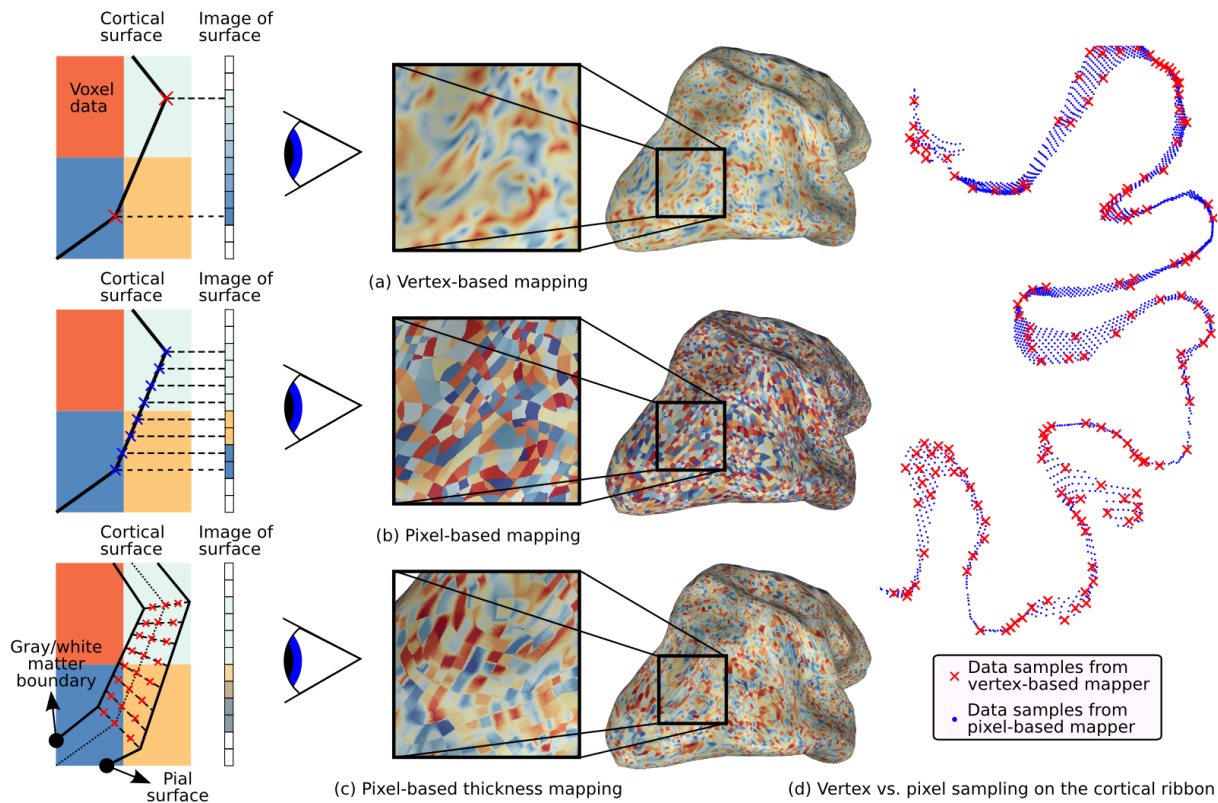 Cortical
surface
Image of
surface
Voxel
data
(a) Vertex-based mapping
Cortical
surface
Image of
surface
(b) Pixel-based mapping
Cortical
surface
Image of
surface
Gray/white
matter
boundary
Pial
surface
(c) Pixel-based thickness mapping
Data samples from
vertex-based mapper
Data samples from
pixel-based mapper
(d) Vertex vs. pixel sampling on the cortical ribbon